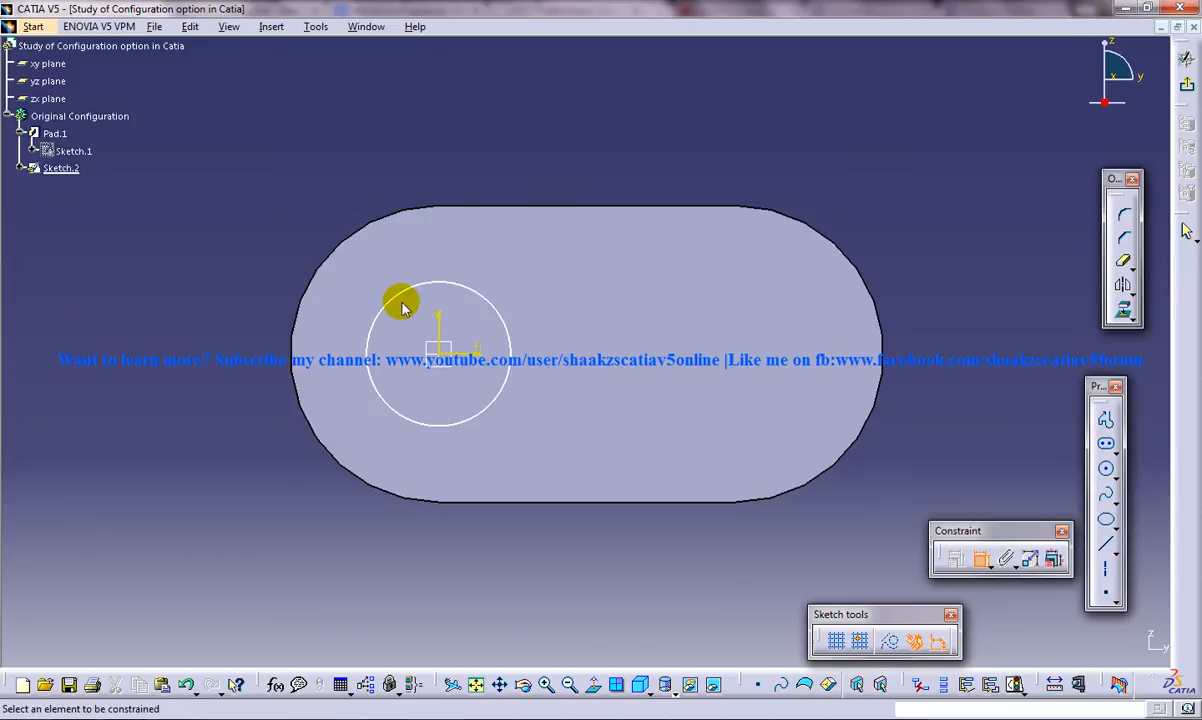 CATIA V5 - [Study of Configuration option in Catia]
Start ENOVIA V5 VPM File Edit View Insert Tools Window Help
Study of Configuration option in Catia
xy plane
yz plane
zx plane
Original Configuration
Pad.1
Sketch.1
Sketch.2
z
y
x
O...
H
Want to learn more? Subscribe my channel: www.youtube.com/user/shaakzscatiav5online |Like me on fb:www.facebook.com/shaakzscatiav5forum
Pr...
Constraint
Sketch tools
z
y
f(x)
CATIA
Select an element to be constrained